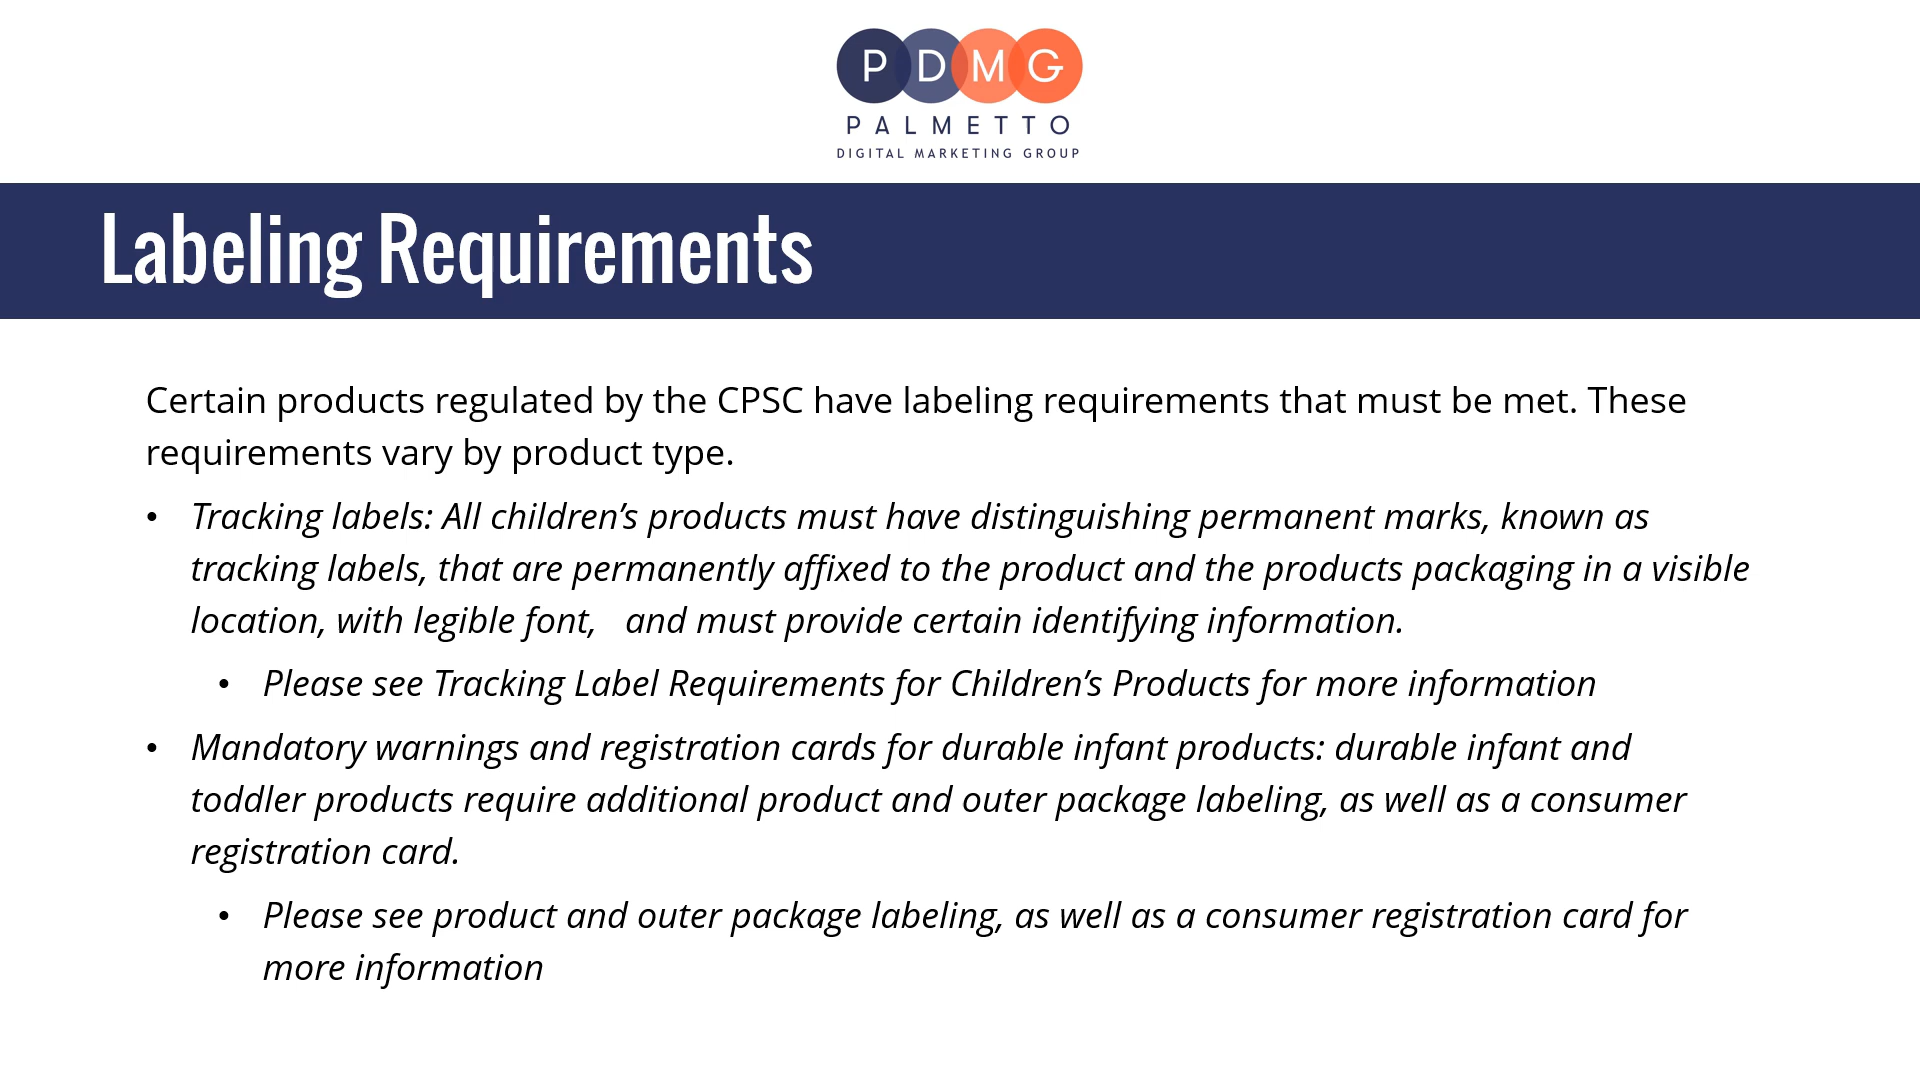 P D M G
PALMETTO
DIGITAL MARKETING GROUP
Labeling Requirements
Certain products regulated by the CPSC have labeling requirements that must be met. These
requirements vary by product type.
• Tracking labels: All children’s products must have distinguishing permanent marks, known as
tracking labels, that are permanently affixed to the product and the products packaging in a visible
location, with legible font,   and must provide certain identifying information.
• Please see Tracking Label Requirements for Children’s Products for more information
• Mandatory warnings and registration cards for durable infant products: durable infant and
toddler products require additional product and outer package labeling, as well as a consumer
registration card.
• Please see product and outer package labeling, as well as a consumer registration card for
more information